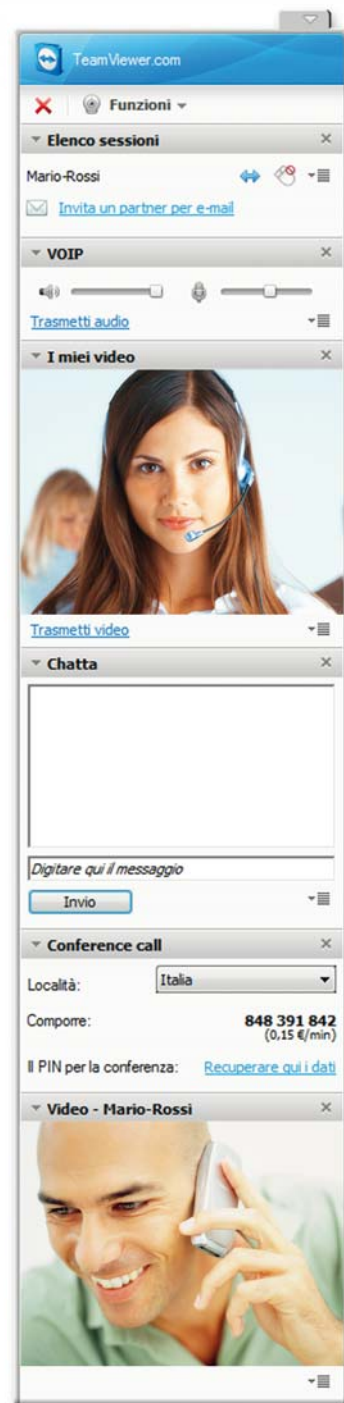 TeamViewer.com
Funzioni
Elenco sessioni
Mario-Rossi
Invita un partner per e-mail
VOIP
Trasmetti audio
I miei video
Trasmetti video
Chatta
Digitare qui il messaggio
Invio
Conference call
Località: Italia
Comporre: 848 391 842
(0,15 €/min)
Il PIN per la conferenza: Recuperare qui i dati
Video - Mario-Rossi